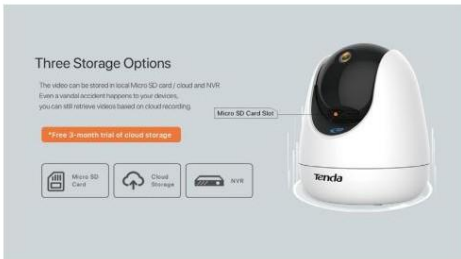 Three Storage Options
The video can be stored in local Micro SD card / cloud and NVR
Even a vandal accident happens to your devices,
you can still retrieve videos based on cloud recording.
Micro SD Card Slot
*Free 3-month trial of cloud storage
Micro SD
Card
Cloud
Storage
NVR
Tenda